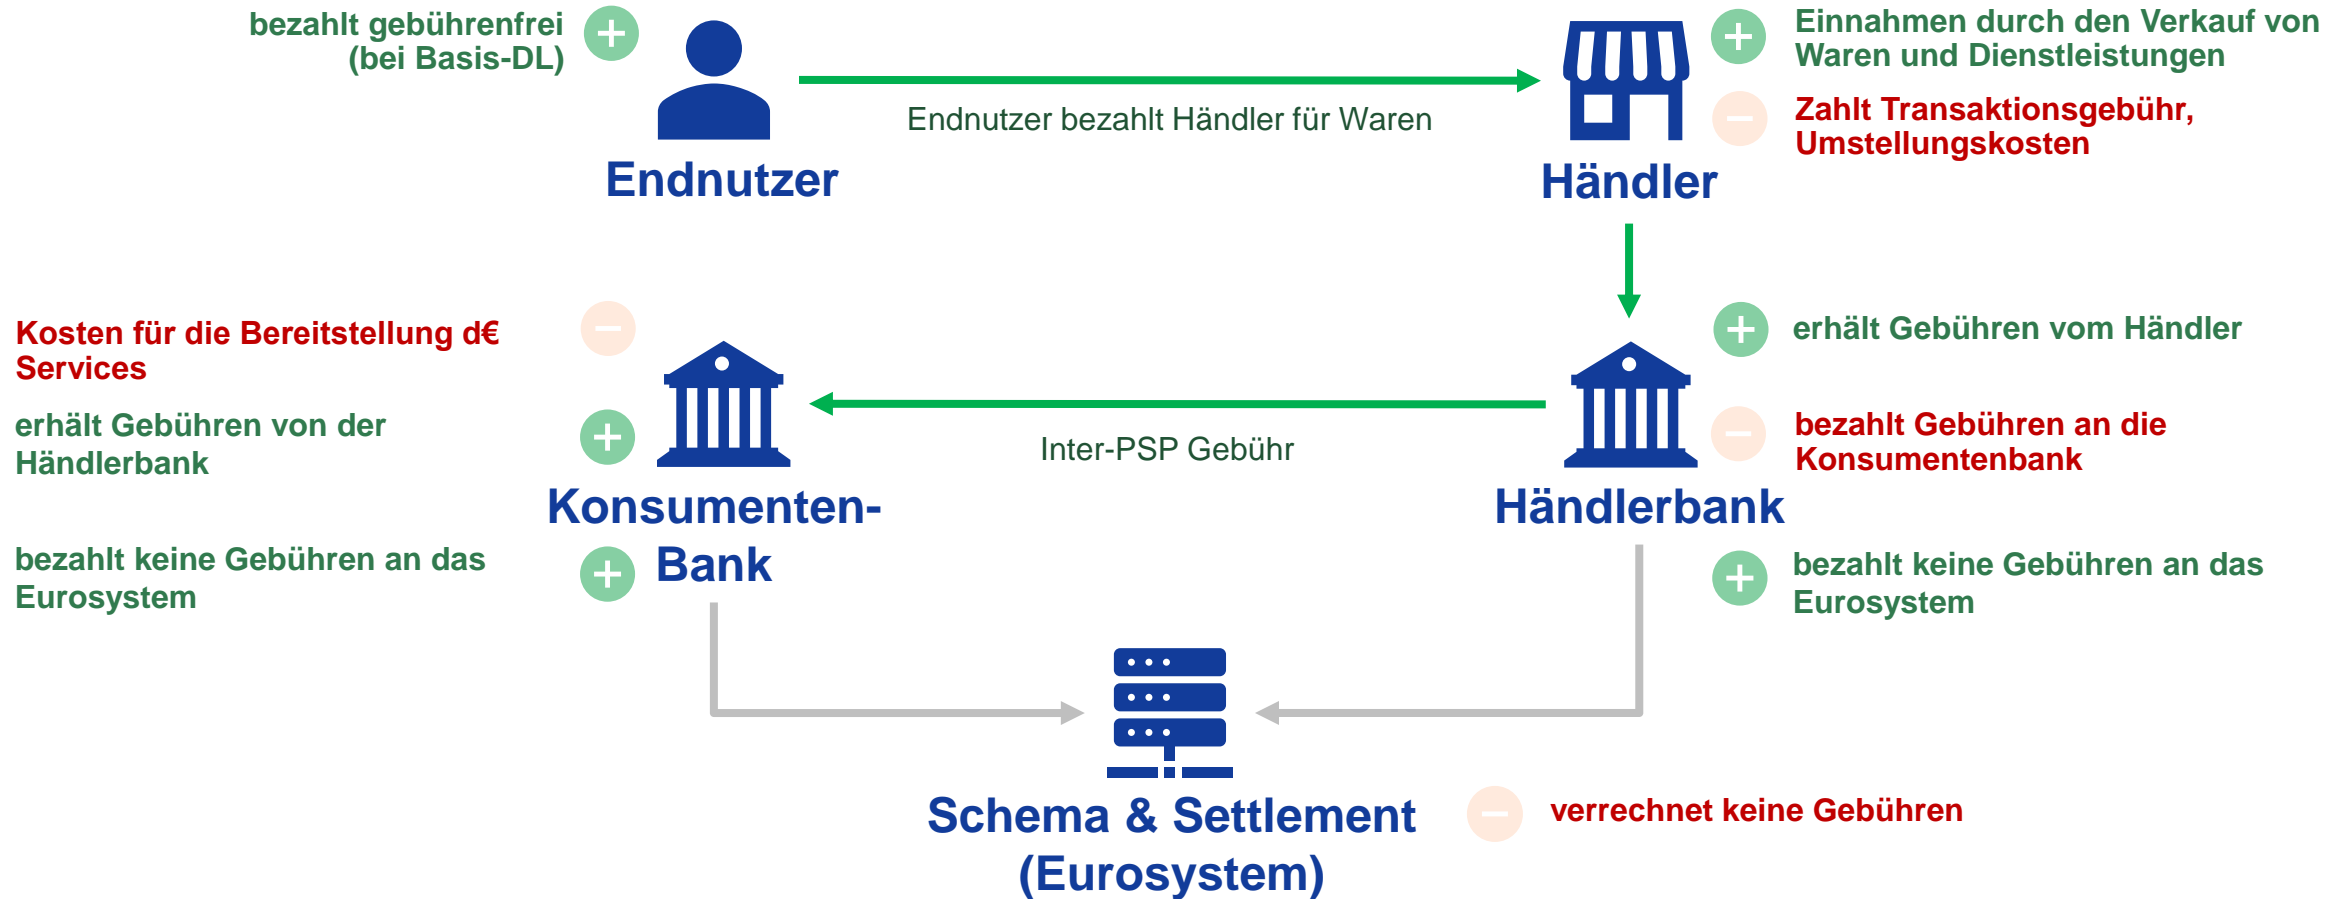 bezahlt gebührenfrei
(bei Basis-DL)
Endnutzer
Endnutzer bezahlt Händler für Waren
Händler
Einnahmen durch den Verkauf von
Waren und Dienstleistungen
Zahlt Transaktionsgebühr,
Umstellungskosten
Kosten für die Bereitstellung d€
Services
erhält Gebühren von der
Händlerbank
bezahlt keine Gebühren an das
Eurosystem
Konsumenten-
Bank
Inter-PSP Gebühr
Händlerbank
erhält Gebühren vom Händler
bezahlt Gebühren an die
Konsumentenbank
bezahlt keine Gebühren an das
Eurosystem
Schema & Settlement
(Eurosystem)
verrechnet keine Gebühren